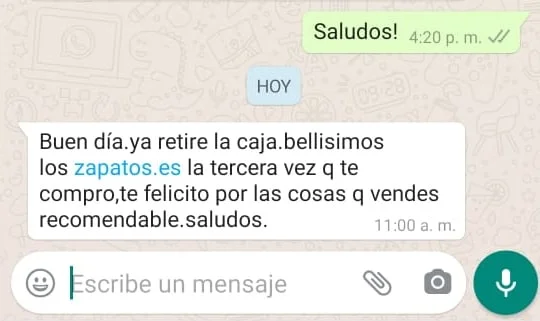 Saludos! 4:20 p. m.
HOY
Buen día.ya retire la caja.bellisimos
los zapatos.es la tercera vez q te
compro,te felicito por las cosas q vendes
recomendable.saludos. 11:00 a. m.
Escribe un mensaje